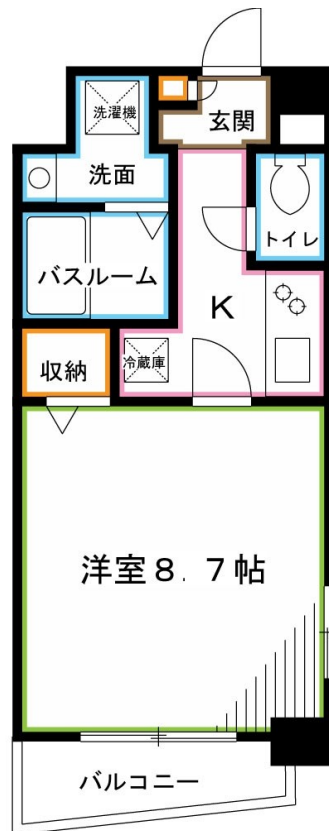 洗濯機
玄関
洗面
トイレ
バスルーム
K
収納
冷蔵庫
洋室8.7帖
バルコニー